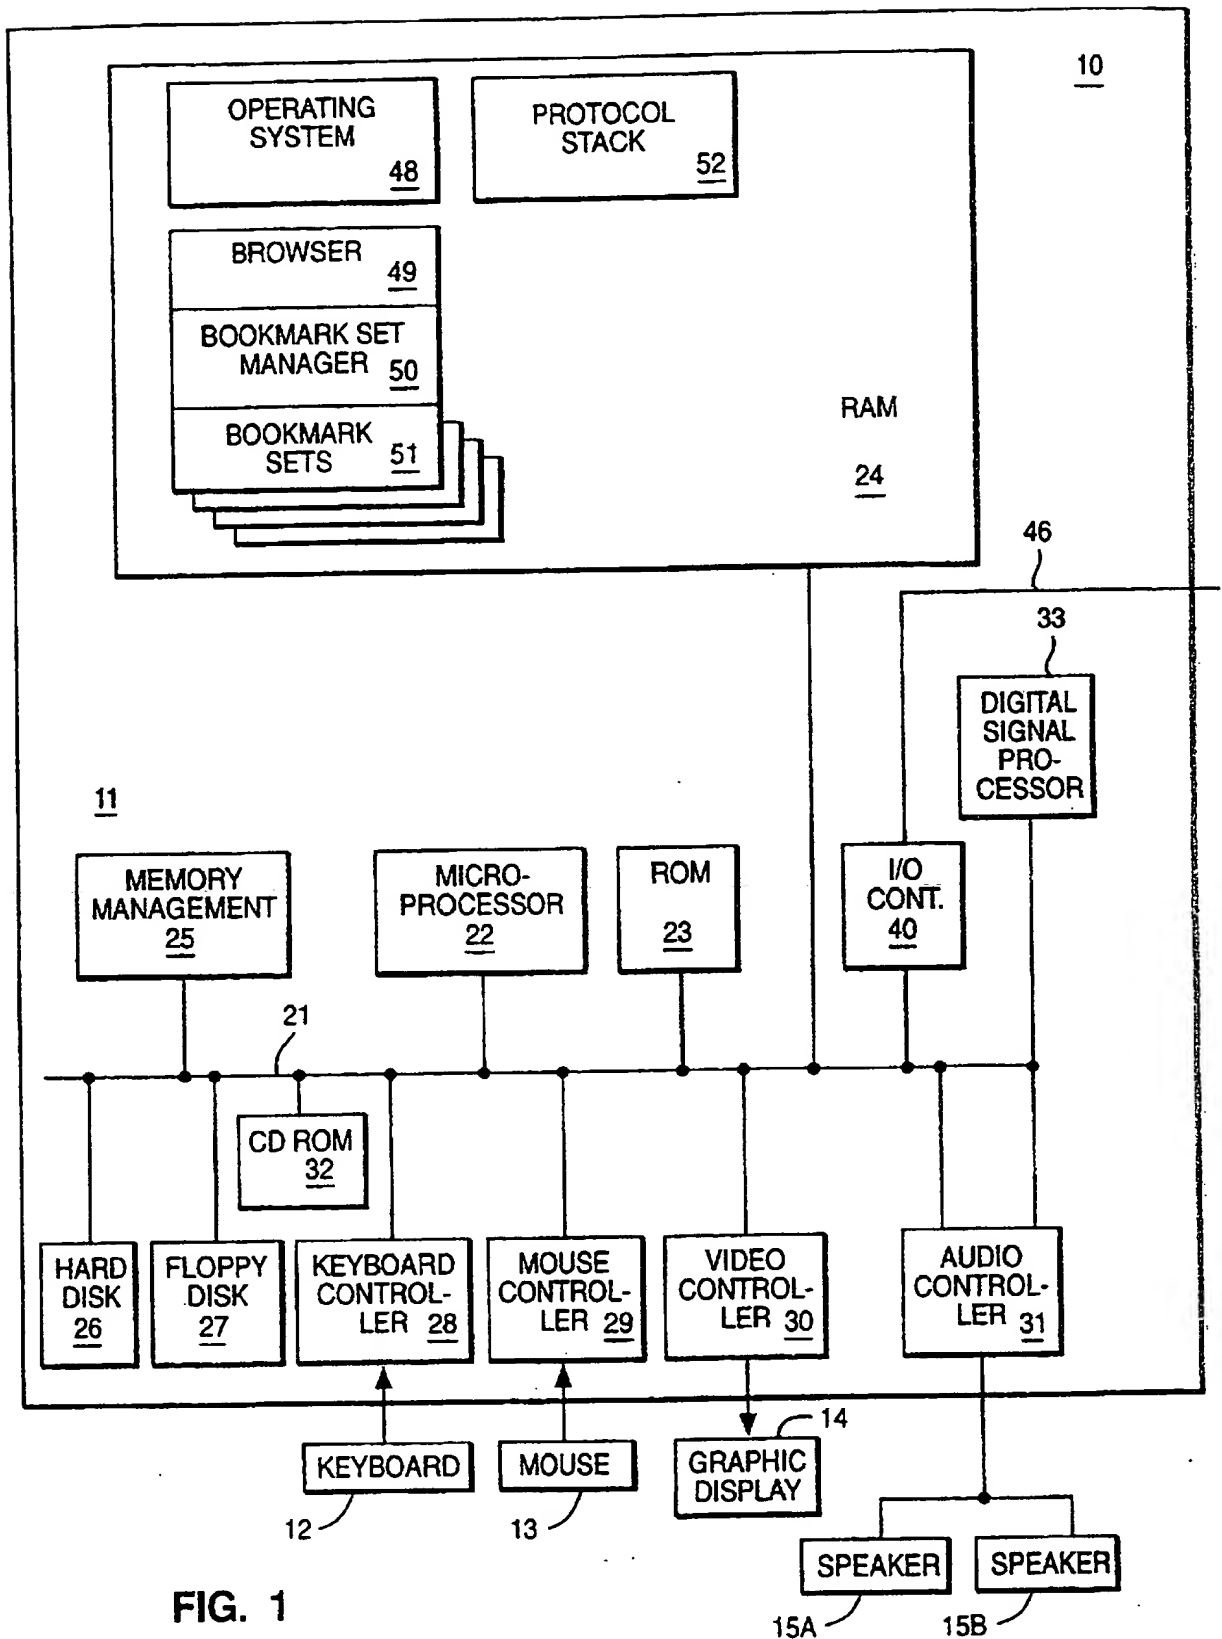 10
OPERATING
SYSTEM
48
PROTOCOL
STACK
52
BROWSER
49
BOOKMARK SET
MANAGER
50
BOOKMARK
SETS
51
RAM
24
46
33
DIGITAL
SIGNAL
PRO-
CESSOR
11
MEMORY
MANAGEMENT
25
MICRO-
PROCESSOR
22
ROM
23
I/O
CONT.
40
21
CD ROM
32
HARD
DISK
26
FLOPPY
DISK
27
KEYBOARD
CONTROL-
LER 28
MOUSE
CONTROL-
LER 29
VIDEO
CONTROL-
LER 30
AUDIO
CONTROL-
LER 31
KEYBOARD
12
MOUSE
13
14
GRAPHIC
DISPLAY
SPEAKER
15A
SPEAKER
15B
FIG. 1